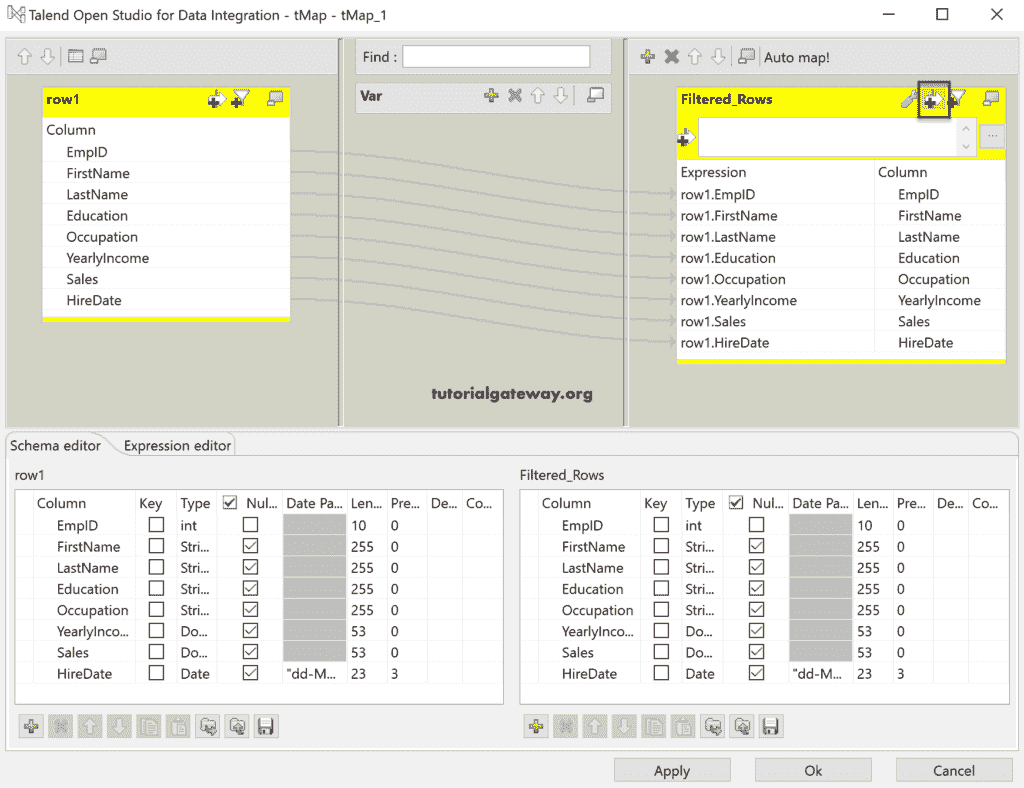 Talend Open Studio for Data Integration - tMap - tMap_1
Find :
Auto map!
row1
Var
Filtered_Rows
...
Column
EmpID
FirstName
LastName
Education
Occupation
YearlyIncome
Sales
HireDate
Expression Column
row1.EmpID EmpID
row1.FirstName FirstName
row1.LastName LastName
row1.Education Education
row1.Occupation Occupation
row1.YearlyIncome YearlyIncome
row1.Sales Sales
row1.HireDate HireDate
tutorialgateway.org
Schema editor Expression editor
row1
Column Key Type Nul... Date Pa... Len... Pre... De... Co...
EmpID int 10 0
FirstName Stri... 255 0
LastName Stri... 255 0
Education Stri... 255 0
Occupation Stri... 255 0
YearlyInco... Do... 53 0
Sales Do... 53 0
HireDate Date "dd-M... 23 3
Filtered_Rows
Column Key Type Nul... Date Pa... Len... Pre... De... Co...
EmpID int 10 0
FirstName Stri... 255 0
LastName Stri... 255 0
Education Stri... 255 0
Occupation Stri... 255 0
YearlyInco... Do... 53 0
Sales Do... 53 0
HireDate Date "dd-M... 23 3
Apply Ok Cancel